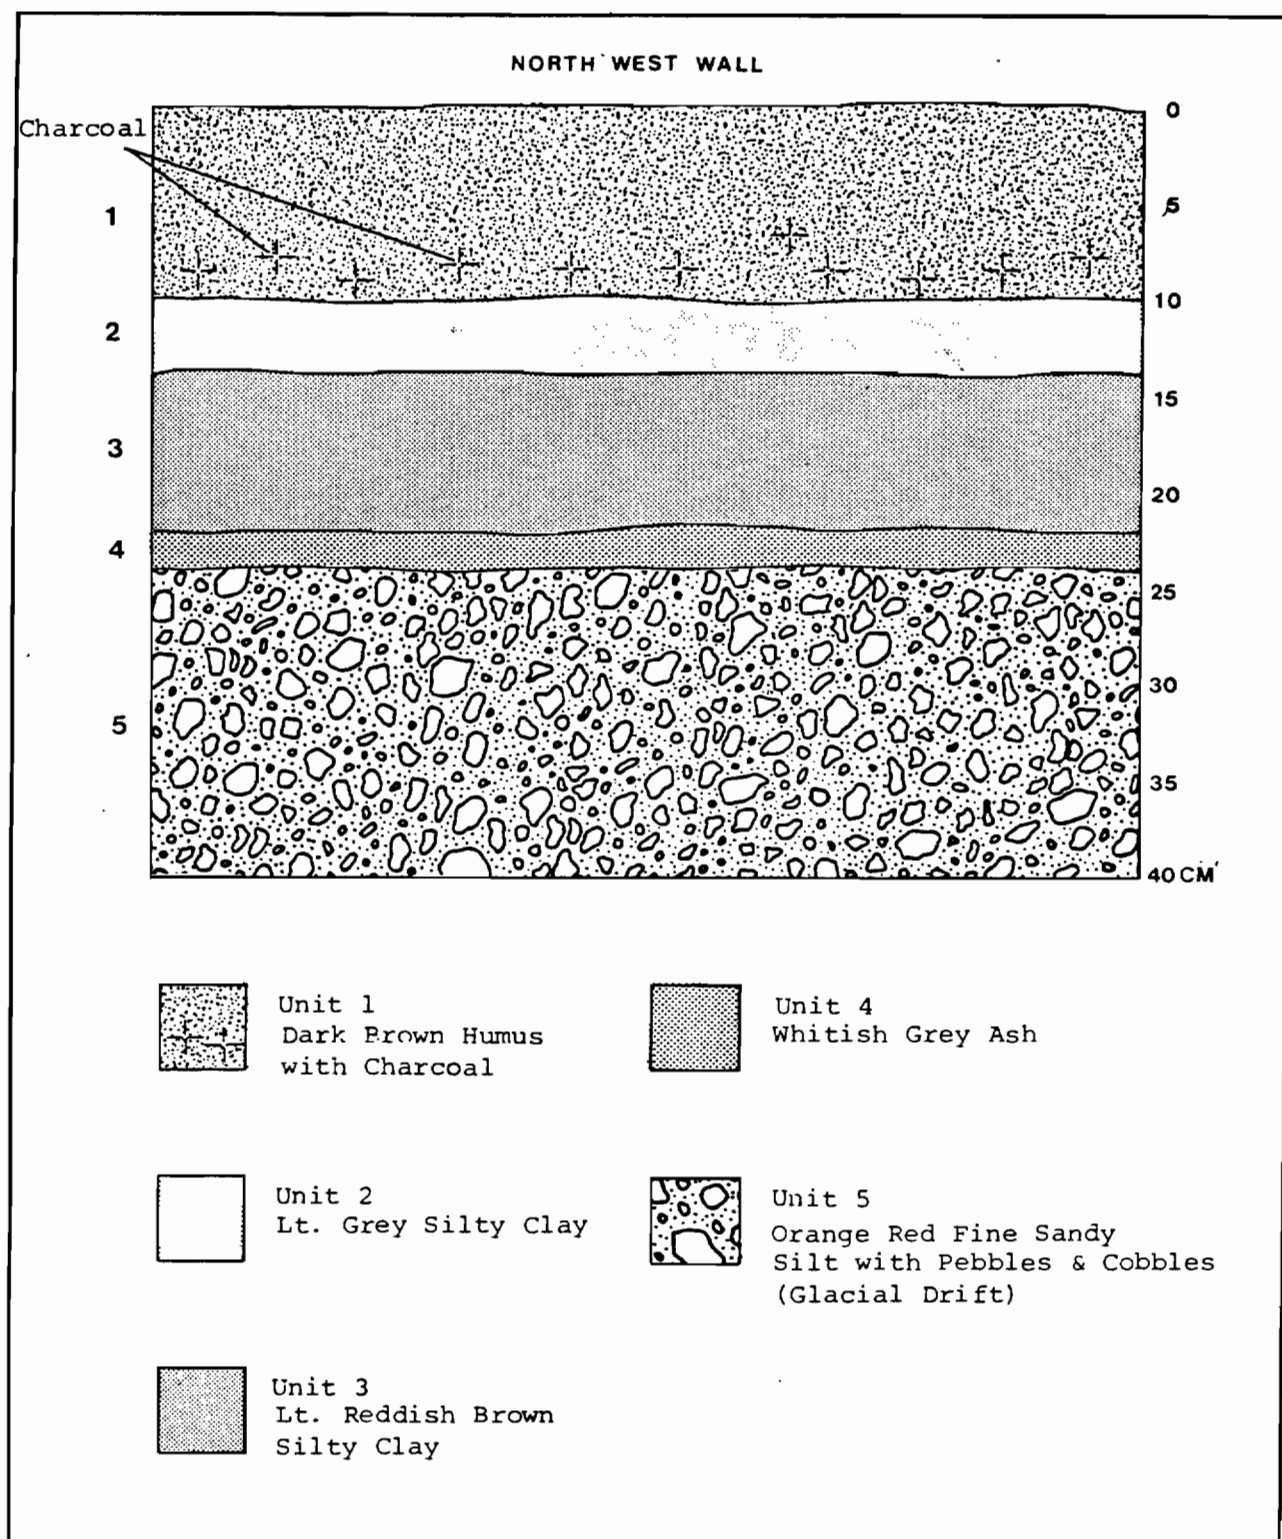 NORTH WEST WALL
Charcoal
0
5
10
15
20
25
30
35
40 CM
1
2
3
4
5
Unit 1
Dark Brown Humus
with Charcoal
Unit 4
Whitish Grey Ash
Unit 2
Lt. Grey Silty Clay
Unit 5
Orange Red Fine Sandy
Silt with Pebbles & Cobbles
(Glacial Drift)
Unit 3
Lt. Reddish Brown
Silty Clay